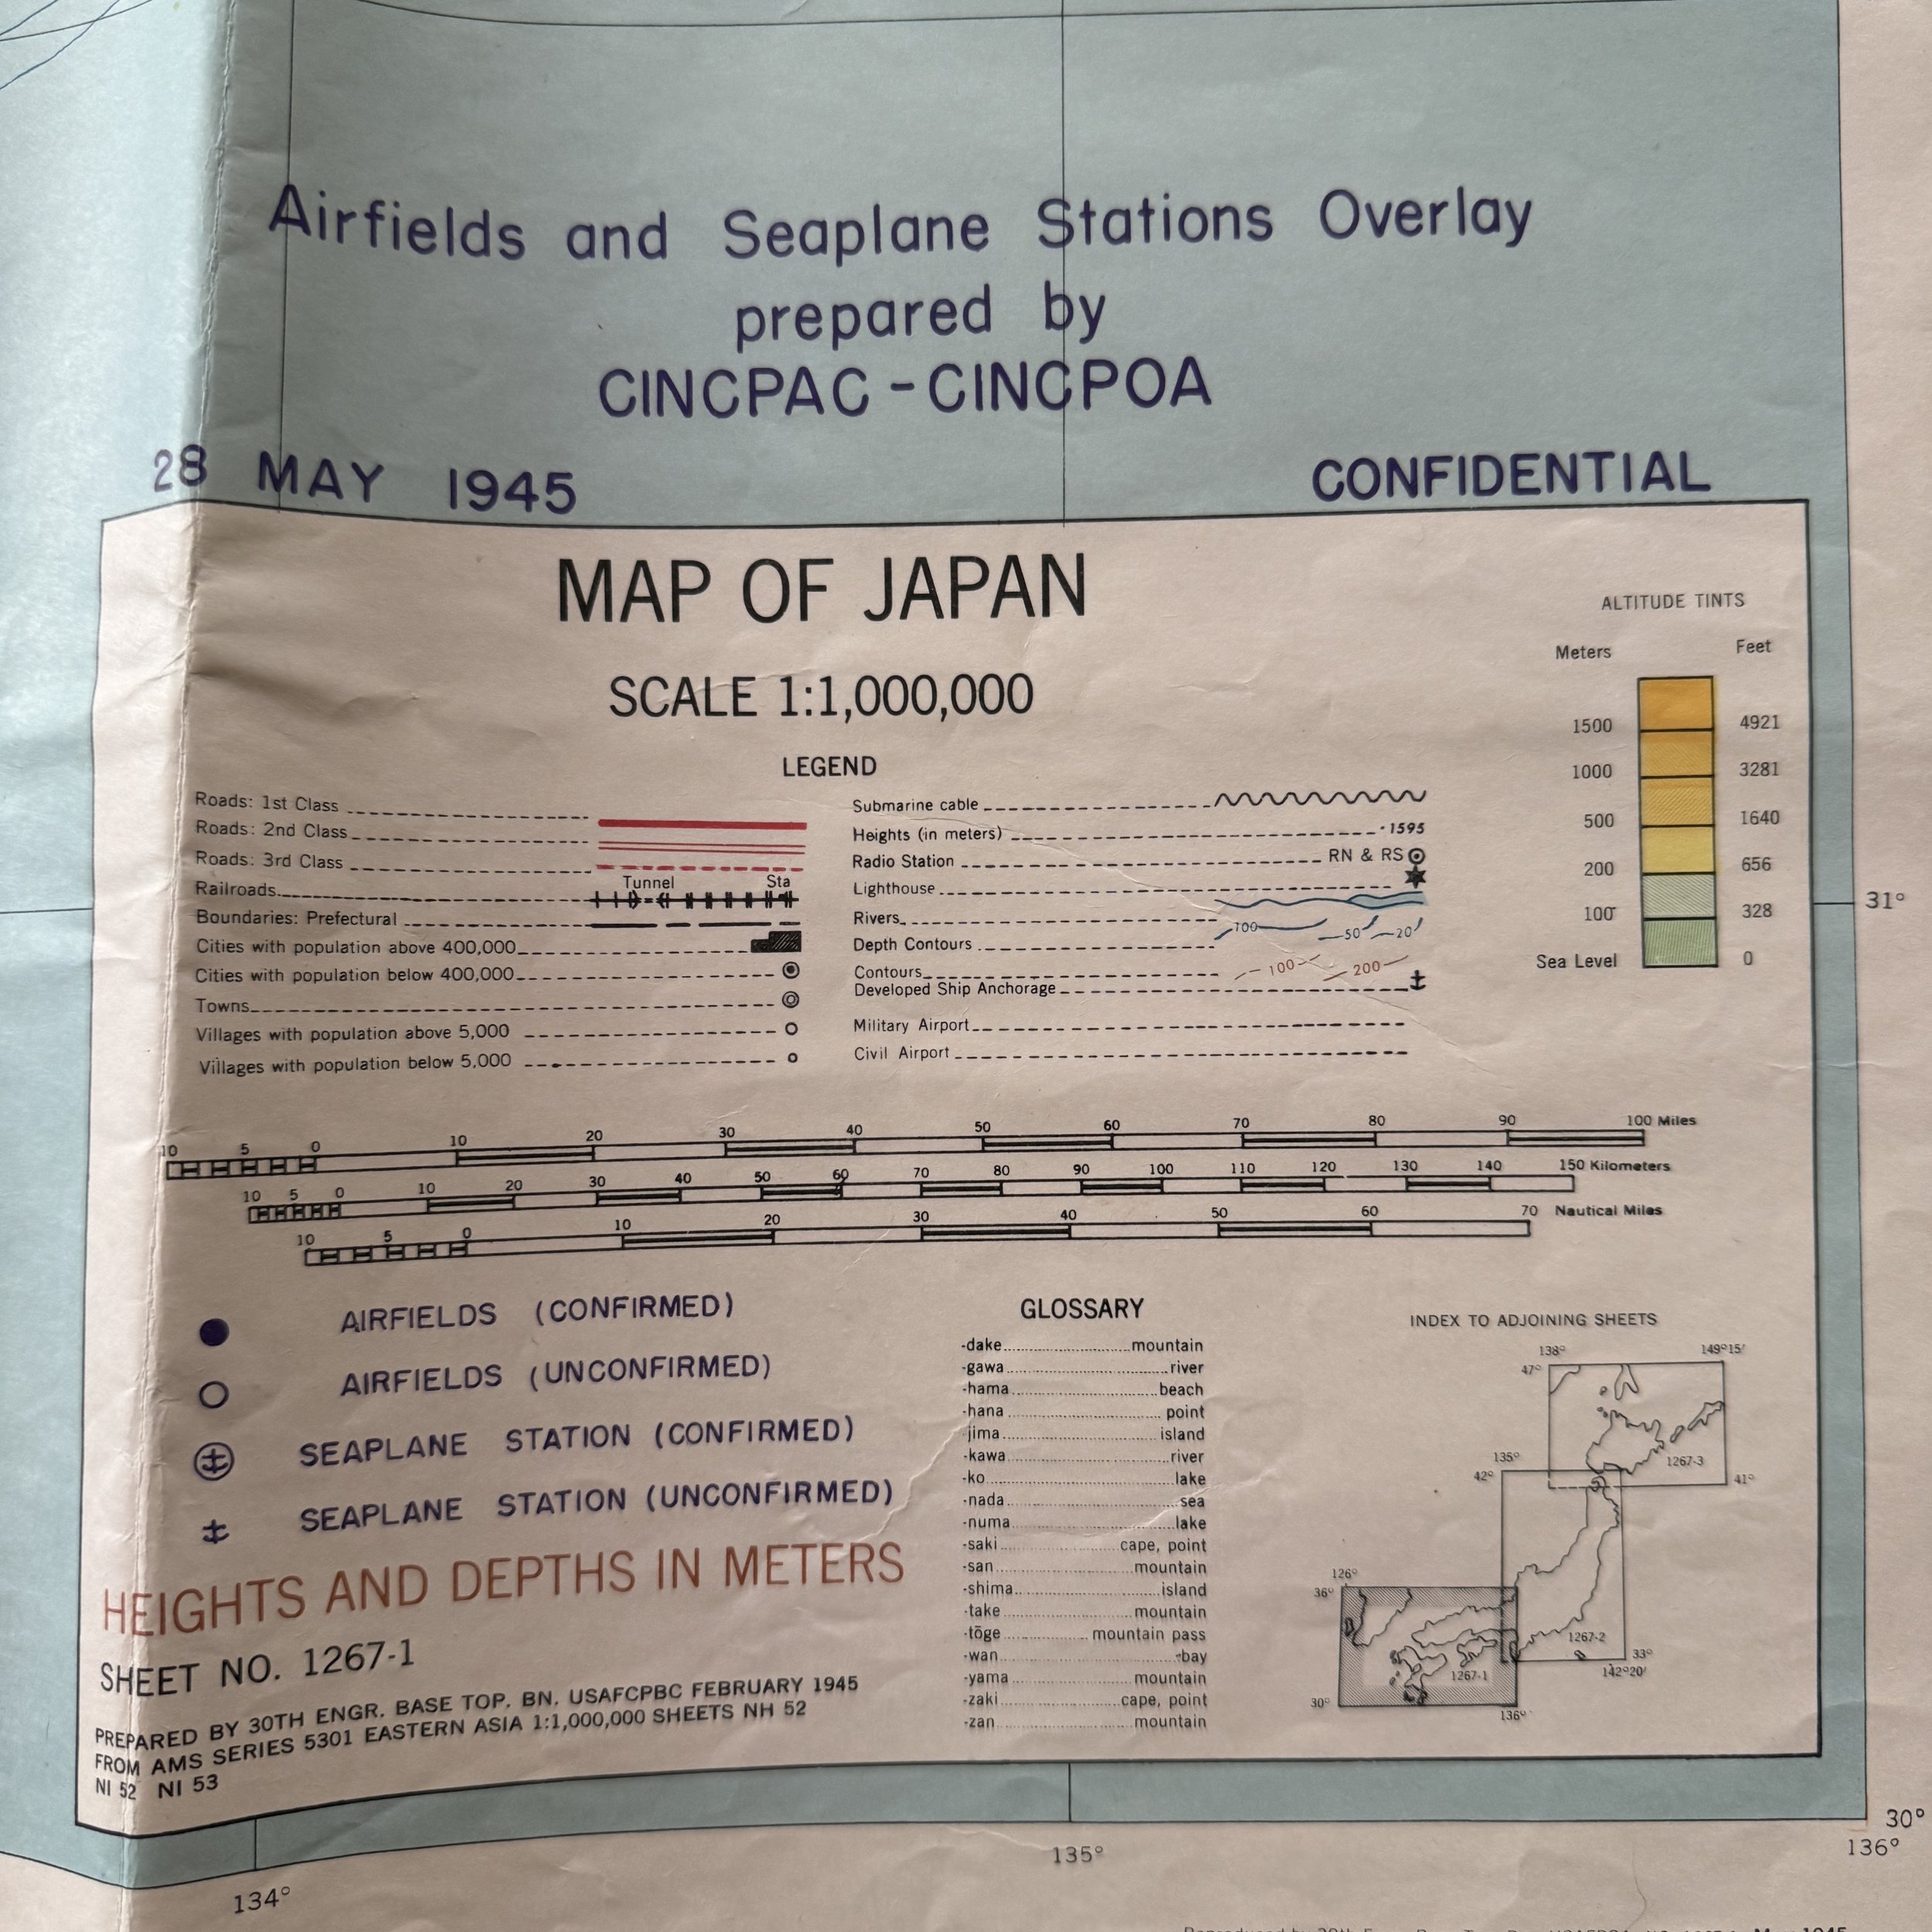 Airfields and Seaplane Stations Overlay
prepared by
CINCPAC - CINCPOA
28 MAY 1945
CONFIDENTIAL
MAP OF JAPAN
SCALE 1:1,000,000
LEGEND
Roads: 1st Class
Roads: 2nd Class
Roads: 3rd Class
Railroads
Tunnel Sta
Boundaries: Prefectural
Cities with population above 400,000
Cities with population below 400,000
Towns
Villages with population above 5,000
Villages with population below 5,000
Submarine cable
Heights (in meters) ·1595
Radio Station RN & RS
Lighthouse
Rivers
Depth Contours 100 50 20
Contours 100 200
Developed Ship Anchorage
Military Airport
Civil Airport
ALTITUDE TINTS
Meters Feet
1500 4921
1000 3281
500 1640
200 656
100 328
Sea Level 0
31°
10 5 0 10 20 30 40 50 60 70 80 90 100 Miles
10 5 0 10 20 30 40 50 60 70 80 90 100 110 120 130 140 150 Kilometers
10 5 0 10 20 30 40 50 60 70 Nautical Miles
AIRFIELDS (CONFIRMED)
AIRFIELDS (UNCONFIRMED)
SEAPLANE STATION (CONFIRMED)
SEAPLANE STATION (UNCONFIRMED)
HEIGHTS AND DEPTHS IN METERS
SHEET NO. 1267-1
PREPARED BY 30TH ENGR. BASE TOP. BN. USAFCPBC FEBRUARY 1945
FROM AMS SERIES 5301 EASTERN ASIA 1:1,000,000 SHEETS NH 52
NI 52 NI 53
GLOSSARY
-dake mountain
-gawa river
-hama beach
-hana point
-jima island
-kawa river
-ko lake
-nada sea
-numa lake
-saki cape, point
-san mountain
-shima island
-take mountain
-tōge mountain pass
-wan bay
-yama mountain
-zaki cape, point
-zan mountain
INDEX TO ADJOINING SHEETS
138° 149°15'
47°
1267-3
135°
42° 41°
126°
36°
1267-2
1267-1
33°
142°20'
30°
136°
30°
134° 135° 136°